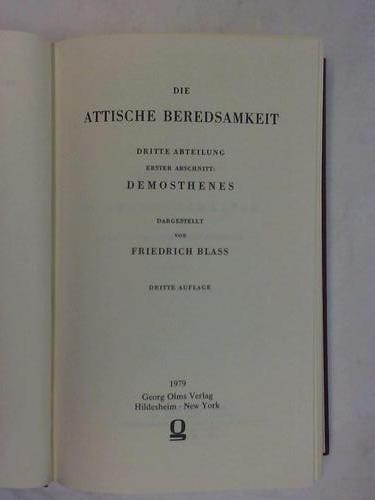 DIE
ATTISCHE BEREDSAMKEIT
DRITTE ABTEILUNG
ERSTER ABSCHNITT:
DEMOSTHENES
DARGESTELLT
VON
FRIEDRICH BLASS
DRITTE AUFLAGE
1979
Georg Olms Verlag
Hildesheim · New York